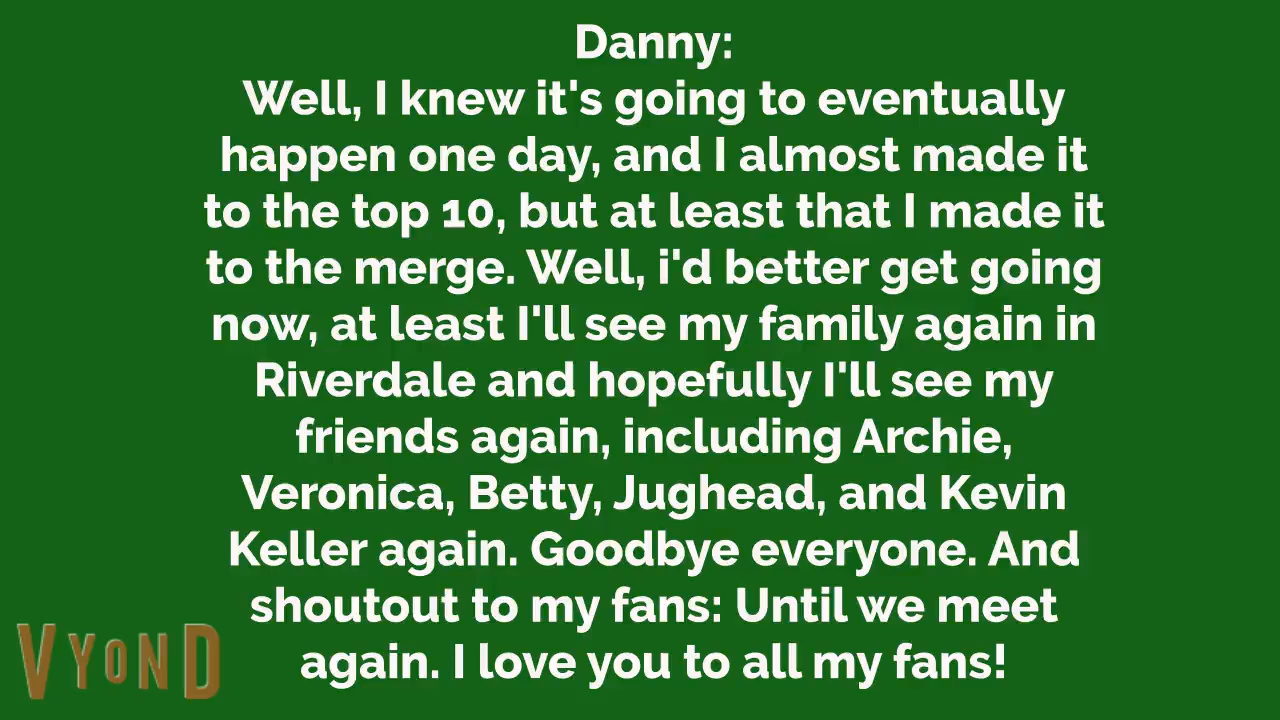 Danny:
Well, I knew it's going to eventually
happen one day, and I almost made it
to the top 10, but at least that I made it
to the merge. Well, i'd better get going
now, at least I'll see my family again in
Riverdale and hopefully I'll see my
friends again, including Archie,
Veronica, Betty, Jughead, and Kevin
Keller again. Goodbye everyone. And
shoutout to my fans: Until we meet
again. I love you to all my fans!
VYOND